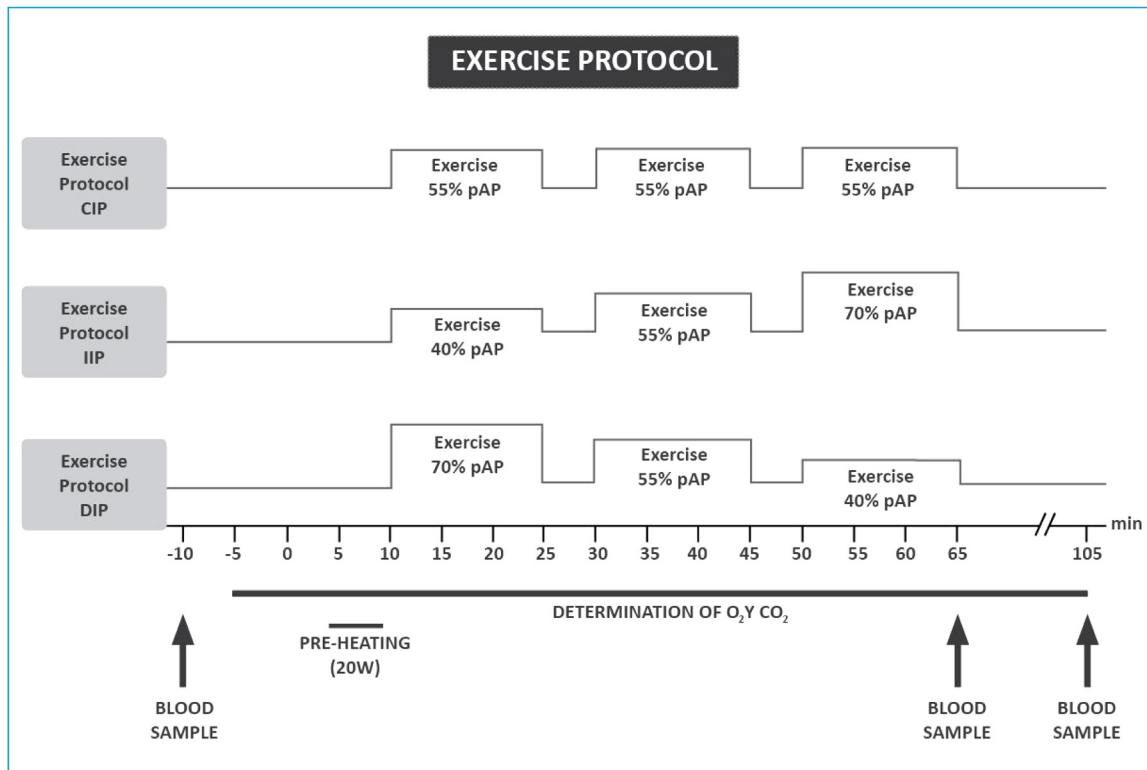 EXERCISE PROTOCOL
Exercise
Protocol
CIP
Exercise
55% pAP
Exercise
55% pAP
Exercise
55% pAP
Exercise
Protocol
IIP
Exercise
40% pAP
Exercise
55% pAP
Exercise
70% pAP
Exercise
Protocol
DIP
Exercise
70% pAP
Exercise
55% pAP
Exercise
40% pAP
-10 -5 0 5 10 15 20 25 30 35 40 45 50 55 60 65 105 min
DETERMINATION OF O₂Y CO₂
PRE-HEATING
(20W)
BLOOD
SAMPLE
BLOOD
SAMPLE
BLOOD
SAMPLE